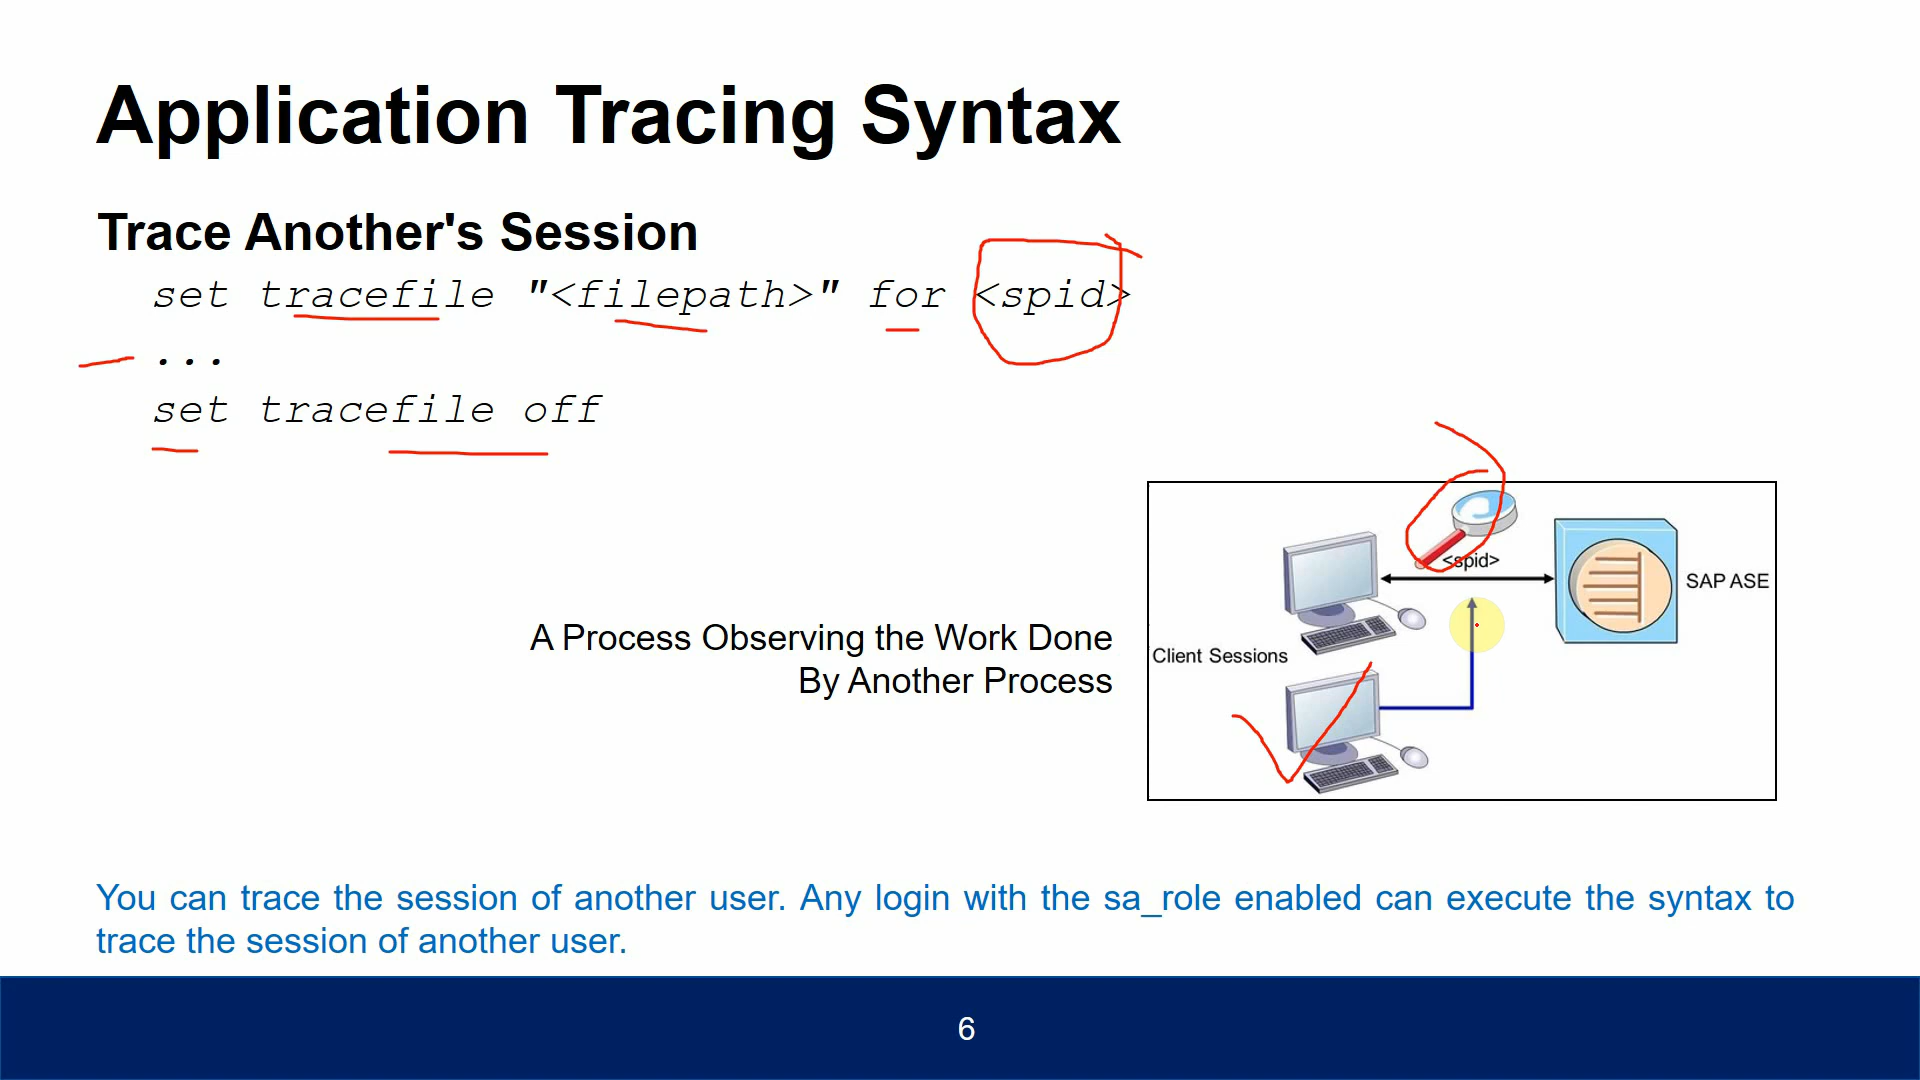 Application Tracing Syntax
Trace Another's Session
set tracefile "<filepath>" for <spid>
...
set tracefile off
<spid>
SAP ASE
A Process Observing the Work Done
By Another Process
Client Sessions
You can trace the session of another user. Any login with the sa_role enabled can execute the syntax to
trace the session of another user.
6